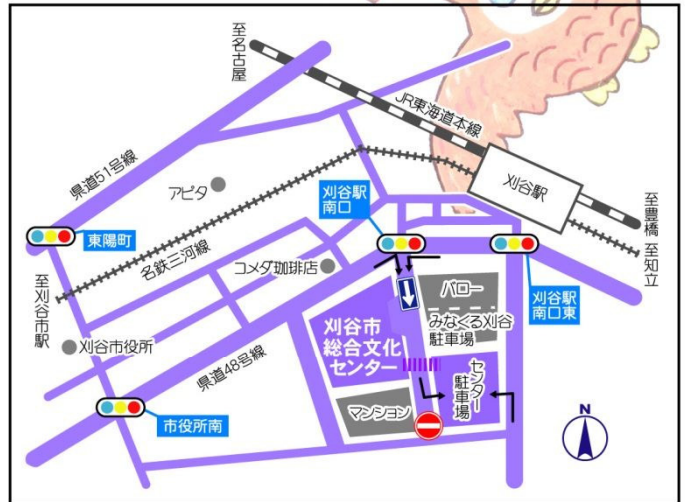 至名古屋
JR東海道本線
県道51号線
アピタ
刈谷駅
南口
刈谷駅
至豊橋
至知立
東陽町
名鉄三河線
コメダ珈琲店
刈谷駅
南口東
至刈谷市駅
バロー
みなくる刈谷
駐車場
刈谷市
総合文化
センター
刈谷市役所
県道48号線
センター
駐車場
マンション
市役所南
N